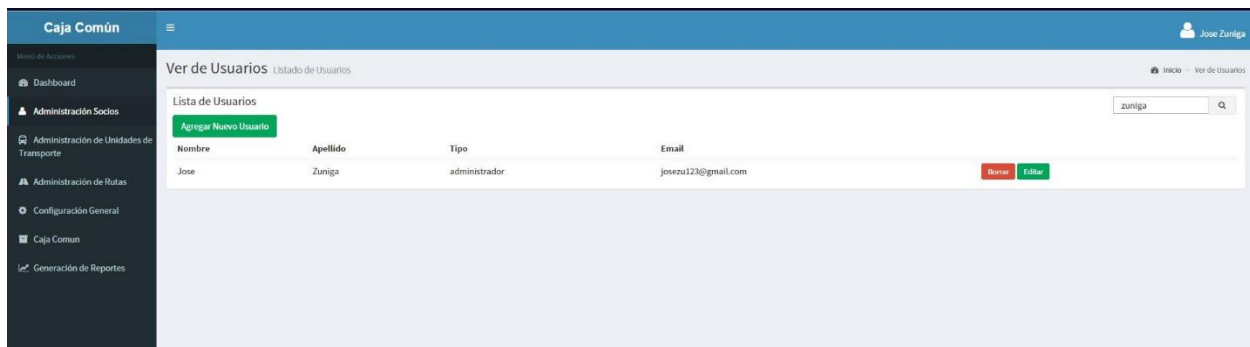 Caja Común
Jose Zuniga
Menú de Acciones
Dashboard
Administración Socios
Administración de Unidades de
Transporte
Administración de Rutas
Configuración General
Caja Comun
Generación de Reportes
Ver de Usuarios Listado de Usuarios
Inicio - Ver de Usuarios
Lista de Usuarios
zuniga
Agregar Nuevo Usuario
Nombre Apellido Tipo Email
Jose Zuniga administrador josezu123@gmail.com Borrar Editar